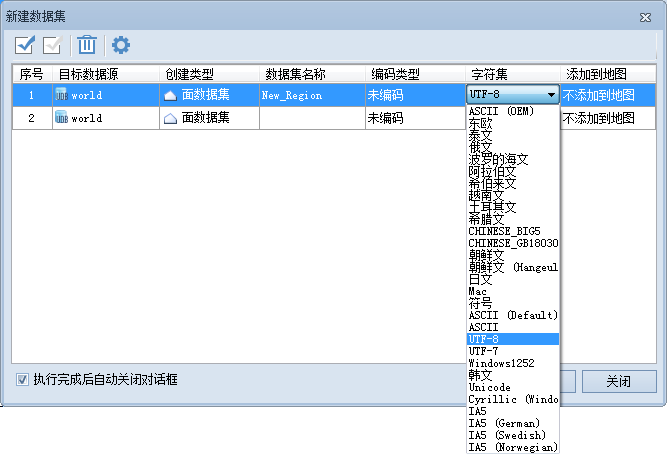 新建数据集
序号 目标数据源 创建类型 数据集名称 编码类型 字符集 添加到地图
1 world 面数据集 New_Region 未编码 UTF-8 不添加到地图
2 world 面数据集 未编码 不添加到地图
ASCII (OEM)
东欧
泰文
俄文
波罗的海文
阿拉伯文
希伯来文
越南文
土耳其文
希腊文
CHINESE_BIG5
CHINESE_GB18030
朝鲜文
朝鲜文 (Hangeul
日文
Mac
符号
ASCII (Default)
ASCII
UTF-8
UTF-7
Windows1252
韩文
Unicode
Cyrillic (Windo
IA5
IA5 (German)
IA5 (Swedish)
IA5 (Norwegian)
执行完成后自动关闭对话框
关闭